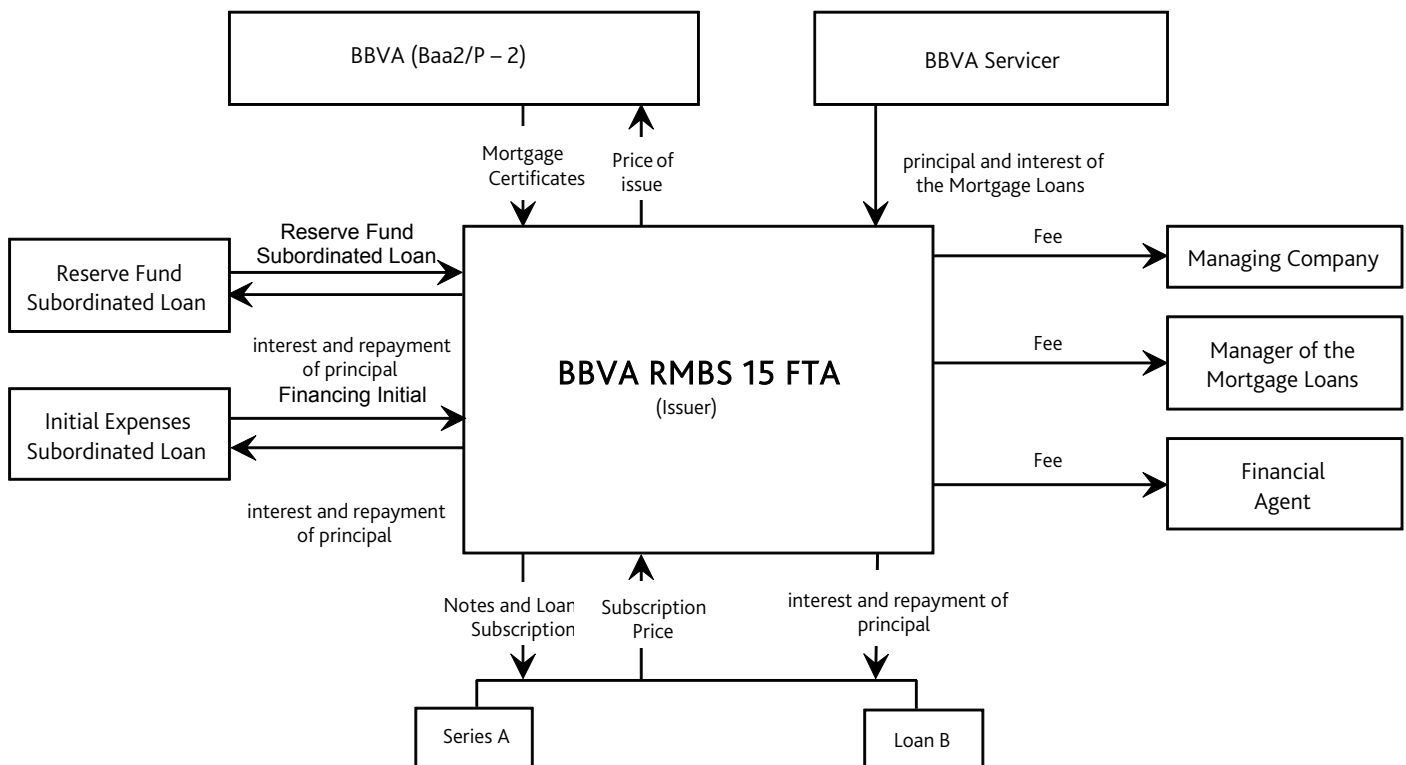 BBVA (Baa2/P – 2)
BBVA Servicer
Mortgage
Certificates
Price of
issue
principal and interest of
the Mortgage Loans
Reserve Fund
Subordinated Loan
Reserve Fund
Subordinated Loan
Fee
Managing Company
interest and repayment
of principal
Financing Initial
BBVA RMBS 15 FTA
(Issuer)
Fee
Manager of the
Mortgage Loans
Initial Expenses
Subordinated Loan
Fee
Financial
Agent
interest and repayment
of principal
Notes and Loan
Subscription
Subscription
Price
interest and repayment of
principal
Series A
Loan B